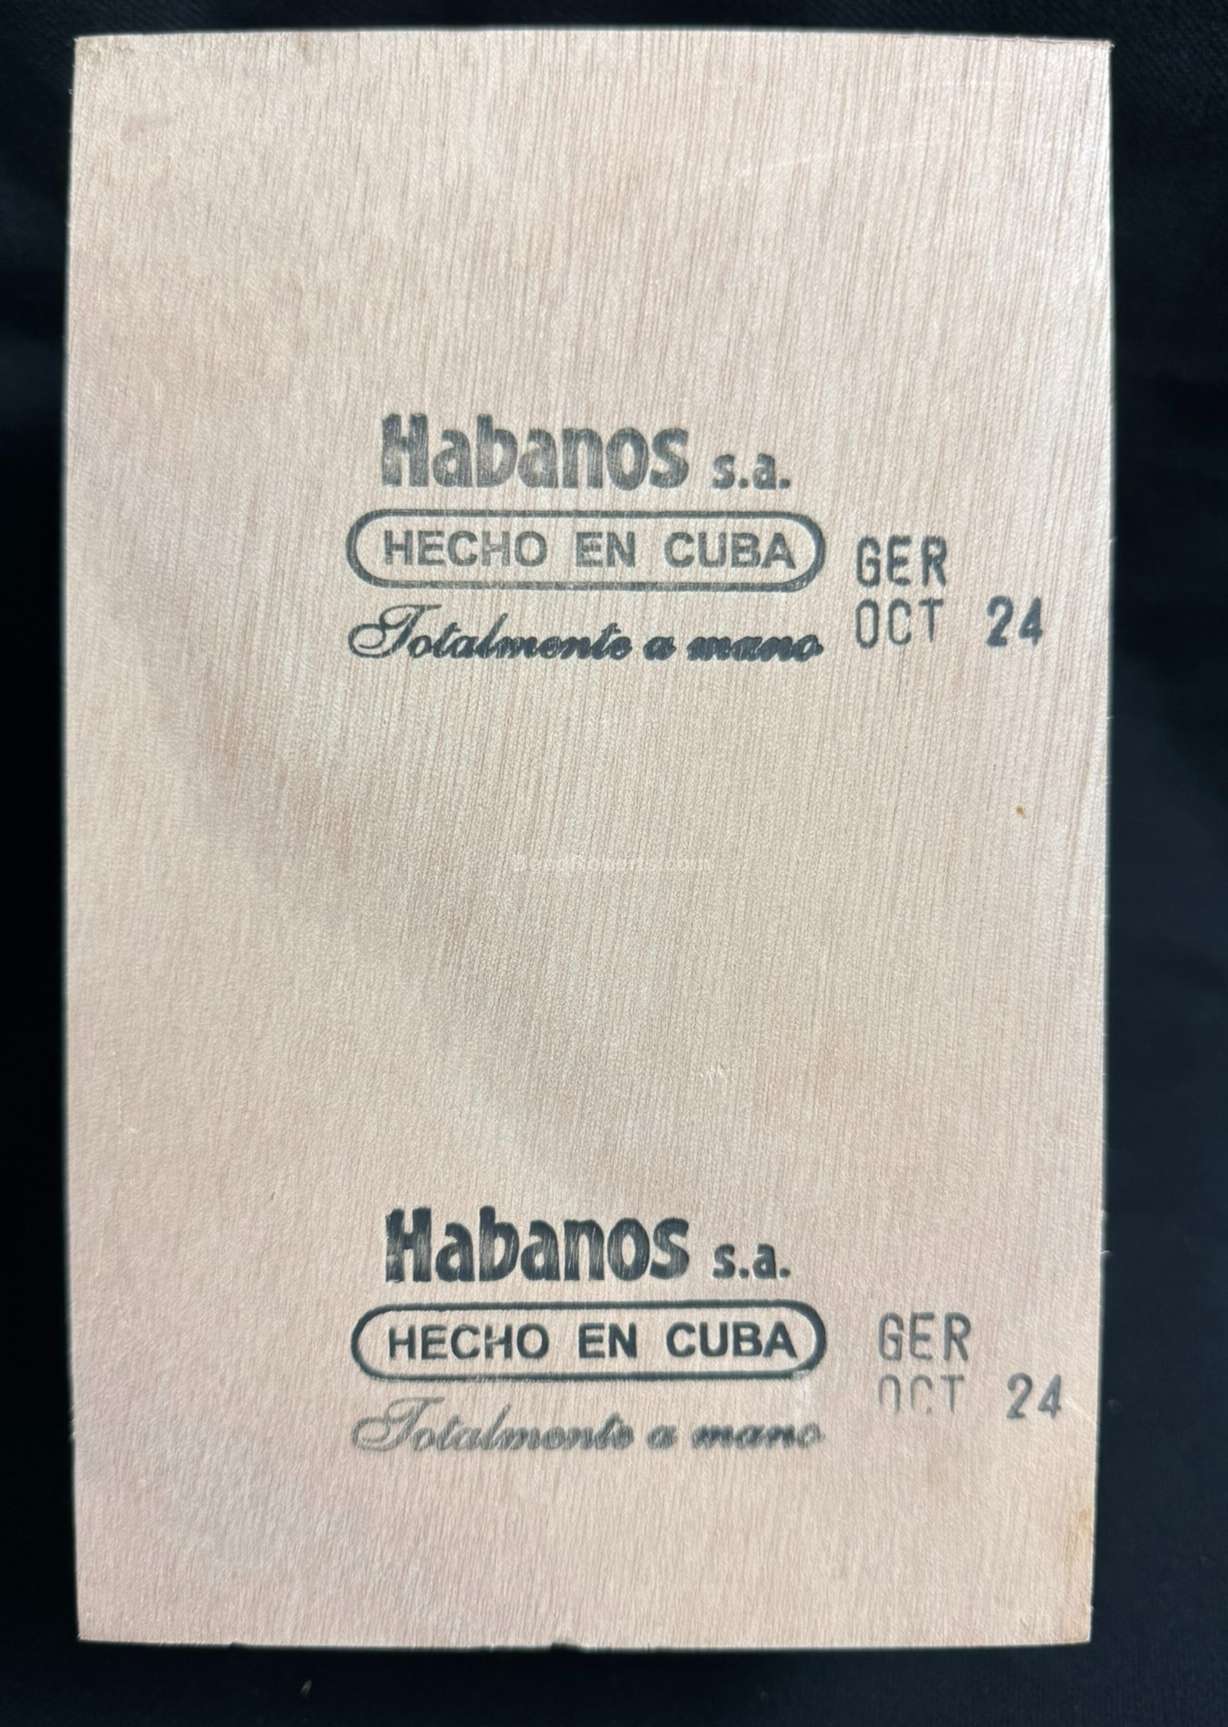 Habanos s.a.
HECHO EN CUBA
Totalmente a mano
GER
OCT 24
Habanos s.a.
HECHO EN CUBA
Totalmente a mano
GER
OCT 24